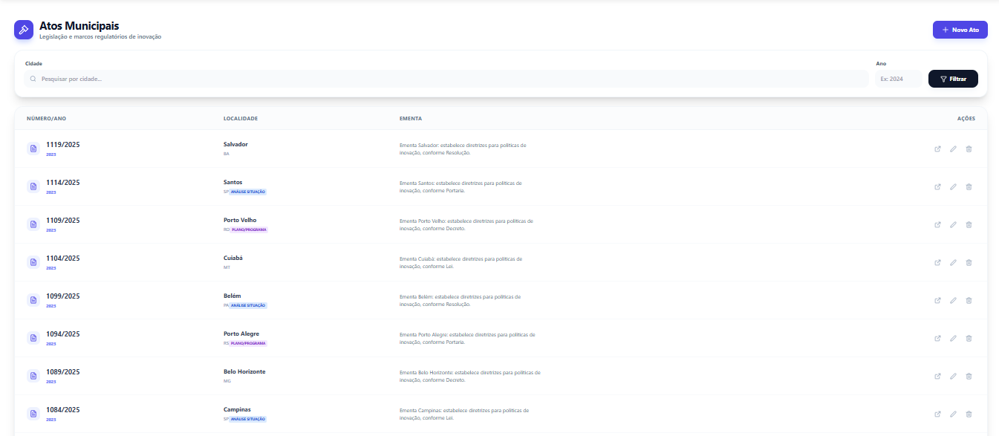 Atos Municipais
Legislação e marcos regulatórios de inovação
Novo Ato
Cidade
Pesquisar por cidade...
Ano
Ex: 2024
Filtrar
NÚMERO/ANO LOCALIDADE EMENTA AÇÕES
1119/2025
2025
Salvador
BA
Ementa Salvador: estabelece diretrizes para políticas de
inovação, conforme Resolução.
1114/2025
2025
Santos
SP ANÁLISE SITUAÇÃO
Ementa Santos: estabelece diretrizes para políticas de
inovação, conforme Portaria.
1109/2025
2025
Porto Velho
RO PLANO/PROGRAMA
Ementa Porto Velho: estabelece diretrizes para políticas de
inovação, conforme Decreto.
1104/2025
2025
Cuiabá
MT
Ementa Cuiabá: estabelece diretrizes para políticas de
inovação, conforme Lei.
1099/2025
2025
Belém
PA ANÁLISE SITUAÇÃO
Ementa Belém: estabelece diretrizes para políticas de
inovação, conforme Resolução.
1094/2025
2025
Porto Alegre
RS PLANO/PROGRAMA
Ementa Porto Alegre: estabelece diretrizes para políticas de
inovação, conforme Portaria.
1089/2025
2025
Belo Horizonte
MG
Ementa Belo Horizonte: estabelece diretrizes para políticas de
inovação, conforme Decreto.
1084/2025
2025
Campinas
SP ANÁLISE SITUAÇÃO
Ementa Campinas: estabelece diretrizes para políticas de
inovação, conforme Lei.